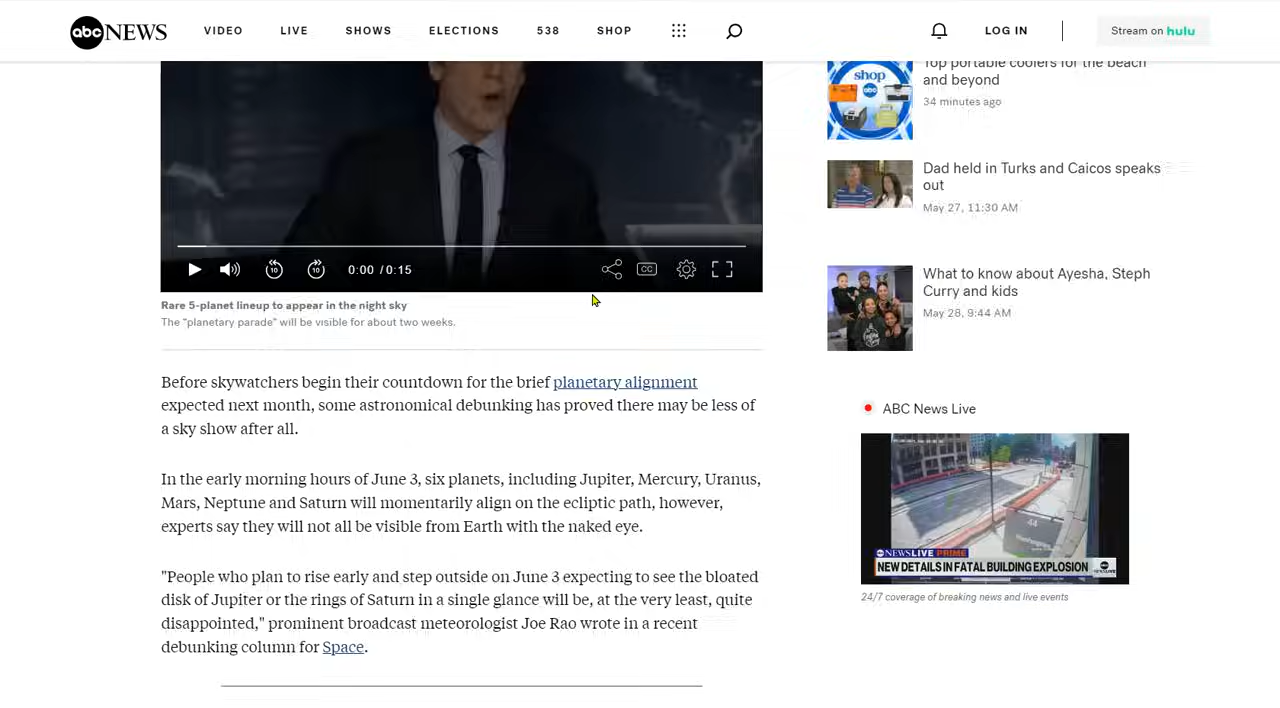 abc NEWS
VIDEO
LIVE
SHOWS
ELECTIONS
538
SHOP
LOG IN
Stream on hulu
10
10
0:00 / 0:15
CC
Rare 5-planet lineup to appear in the night sky
The "planetary parade" will be visible for about two weeks.
Before skywatchers begin their countdown for the brief planetary alignment
expected next month, some astronomical debunking has proved there may be less of
a sky show after all.
In the early morning hours of June 3, six planets, including Jupiter, Mercury, Uranus,
Mars, Neptune and Saturn will momentarily align on the ecliptic path, however,
experts say they will not all be visible from Earth with the naked eye.
"People who plan to rise early and step outside on June 3 expecting to see the bloated
disk of Jupiter or the rings of Saturn in a single glance will be, at the very least, quite
disappointed," prominent broadcast meteorologist Joe Rao wrote in a recent
debunking column for Space.
shop
abc
Top portable coolers for the beach
and beyond
34 minutes ago
Dad held in Turks and Caicos speaks
out
May 27, 11:30 AM
What to know about Ayesha, Steph
Curry and kids
May 28, 9:44 AM
ABC News Live
44
NEWS LIVE PRIME
NEW DETAILS IN FATAL BUILDING EXPLOSION
24/7 coverage of breaking news and live events